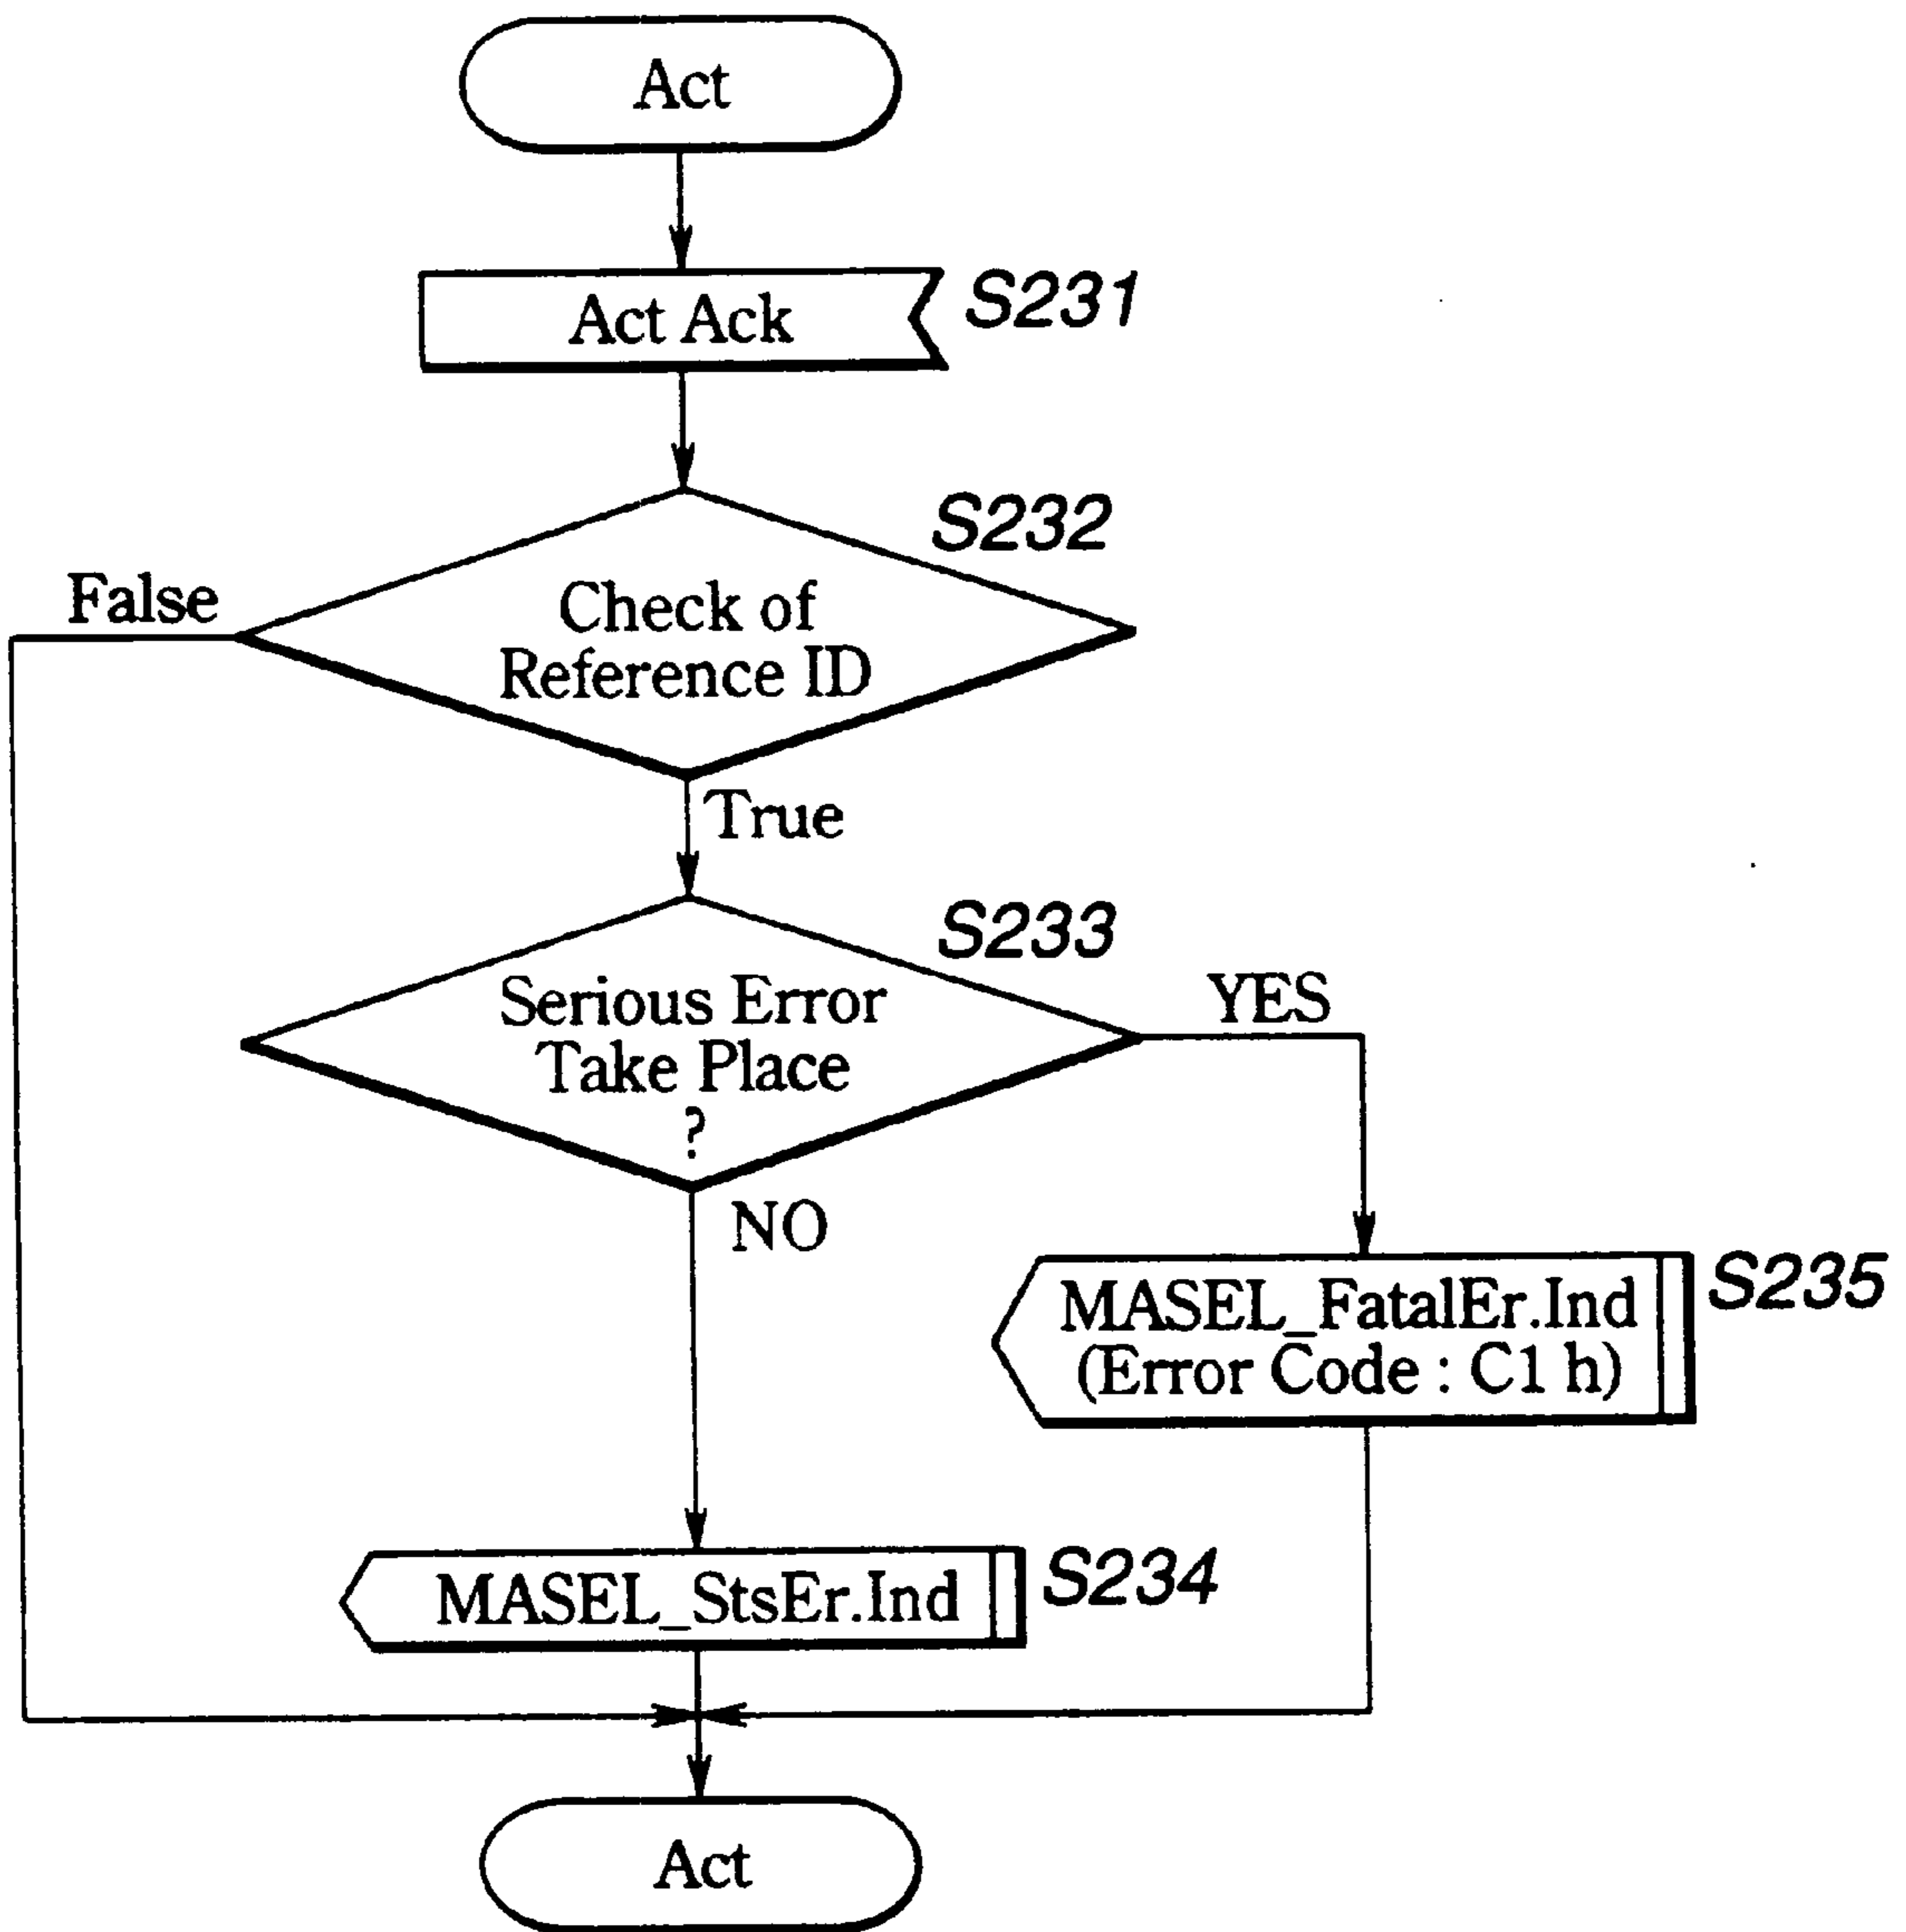 Act
Act Ack
S231
S232
False
Check of
Reference ID
True
S233
Serious Error
Take Place
?
YES
NO
MASEL_FatalEr.Ind
(Error Code : C1 h)
S235
MASEL_StsEr.Ind
S234
Act